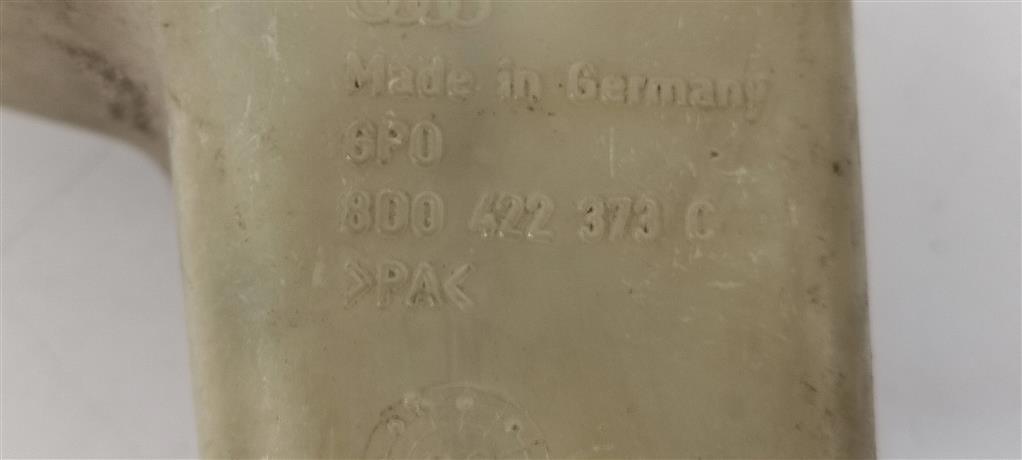 Made in Germany
GPO
8D0 422 373 C
>PA<